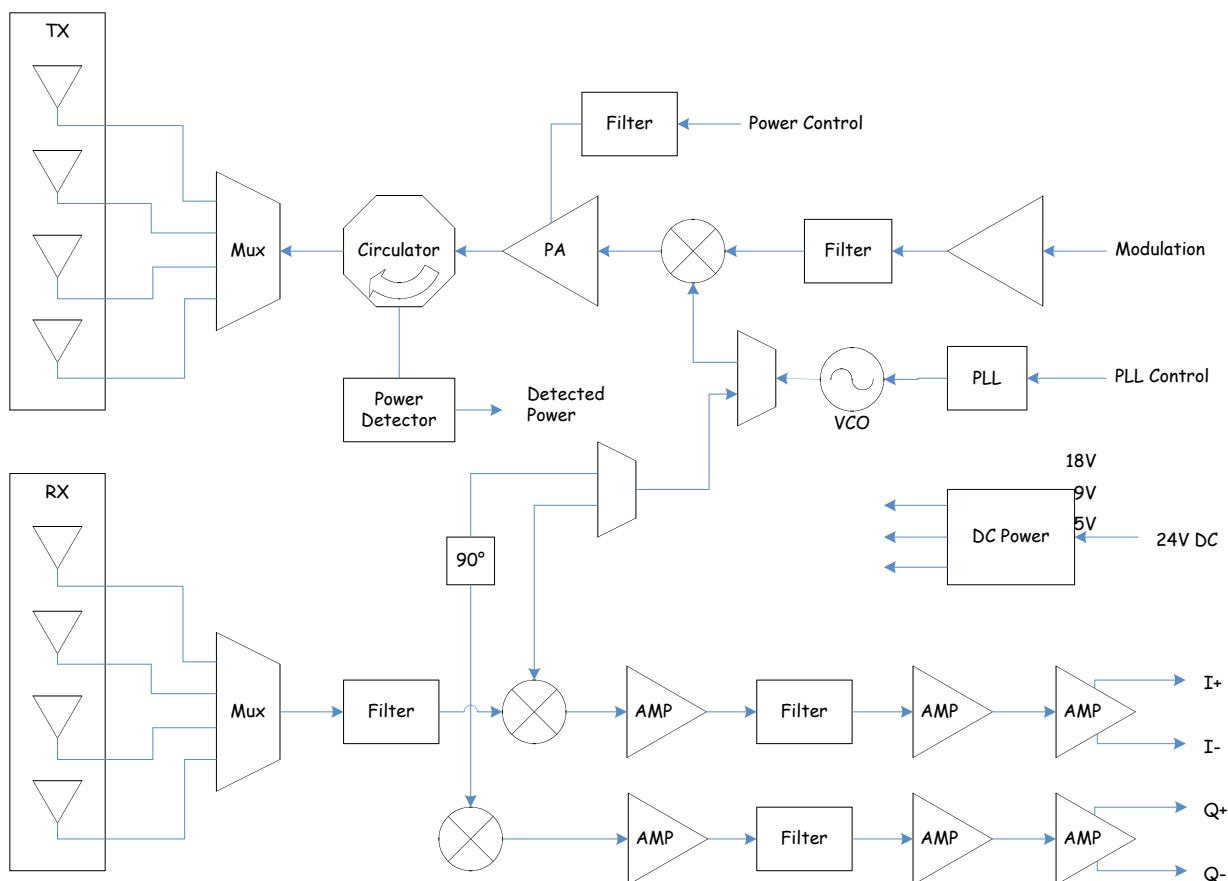 TX
Filter
Power Control
Mux
Circulator
PA
Filter
Modulation
Power
Detector
Detected
Power
VCO
PLL
PLL Control
RX
90°
18V
9V
5V
DC Power
24V DC
Mux
Filter
AMP
Filter
AMP
AMP
I+
I-
AMP
Filter
AMP
AMP
Q+
Q-